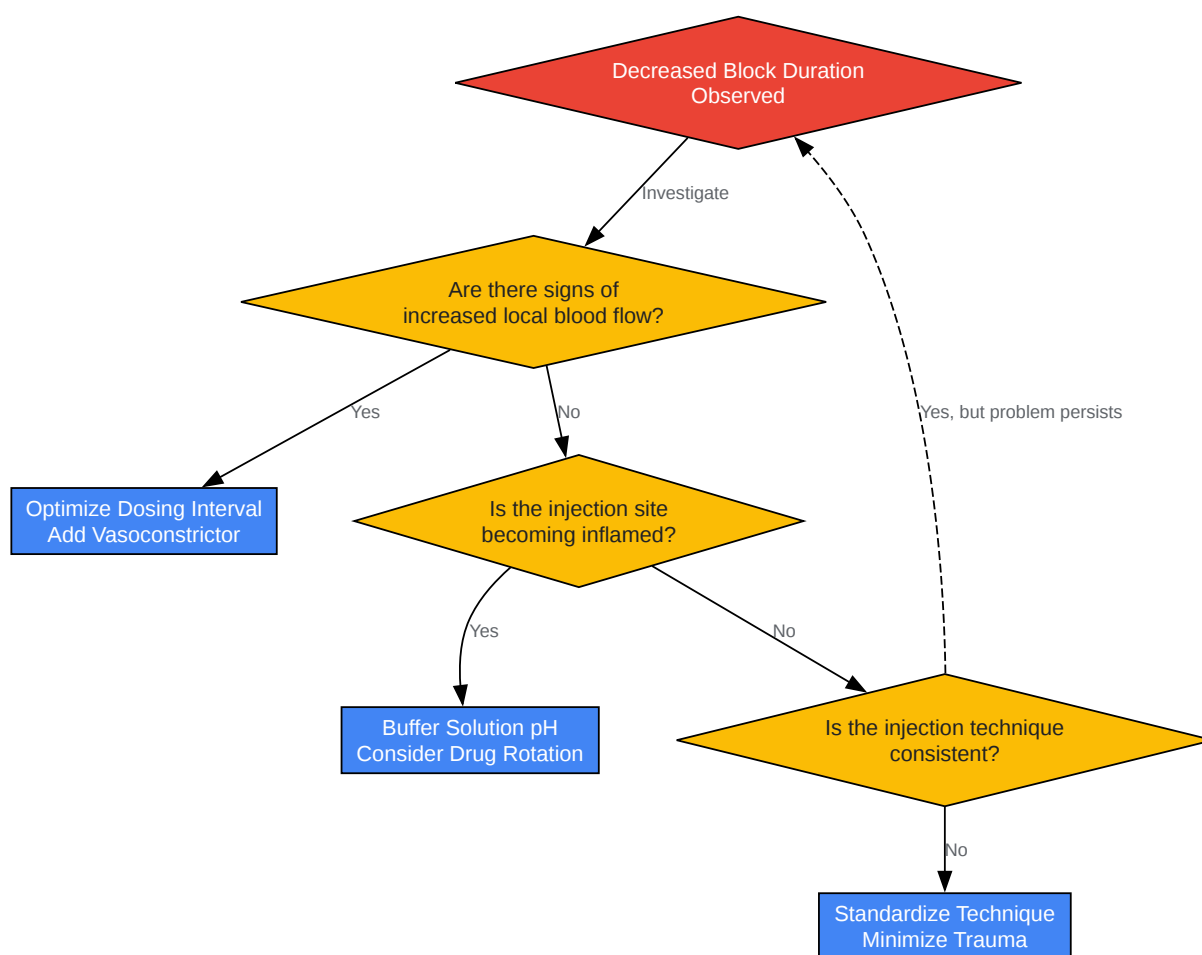 Decreased Block Duration
Observed
Investigate
Are there signs of
increased local blood flow?
Yes
No
Yes, but problem persists
Optimize Dosing Interval
Add Vasoconstrictor
Is the injection site
becoming inflamed?
Yes
No
Buffer Solution pH
Consider Drug Rotation
Is the injection technique
consistent?
No
Standardize Technique
Minimize Trauma